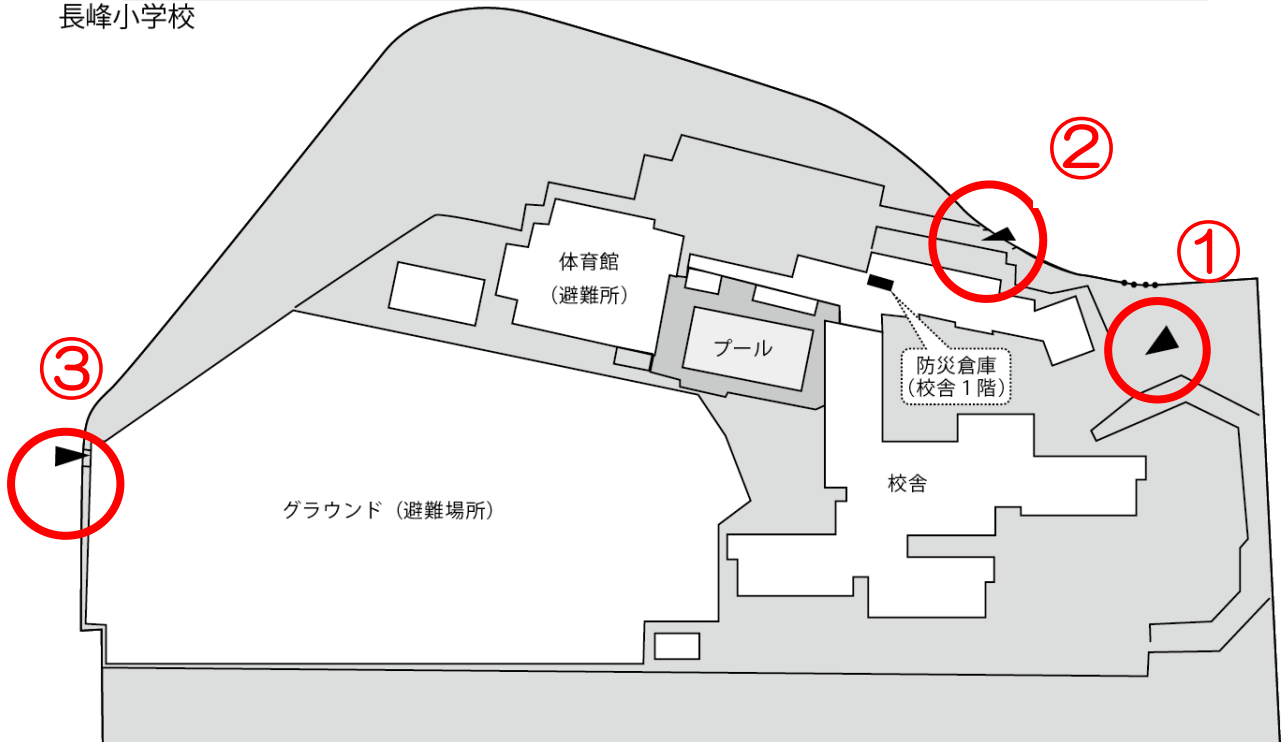 長峰小学校
②
①
体育館
（避難所）
プール
③
防災倉庫
（校舎１階）
校舎
グラウンド（避難場所）